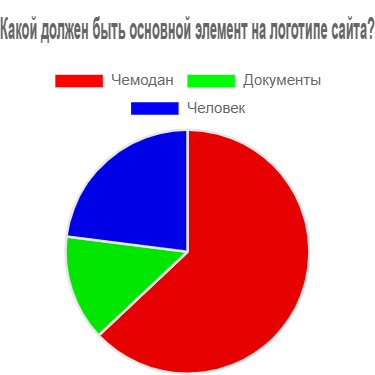 Какой должен быть основной элемент на логотипе сайта?
Чемодан Документы
Человек